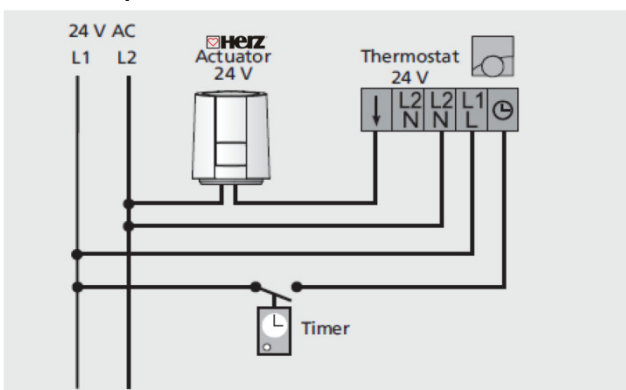 24 V AC
L1 L2
Herz
Actuator
24 V
Thermostat
24 V
L2 L2 L1
N N L
Timer